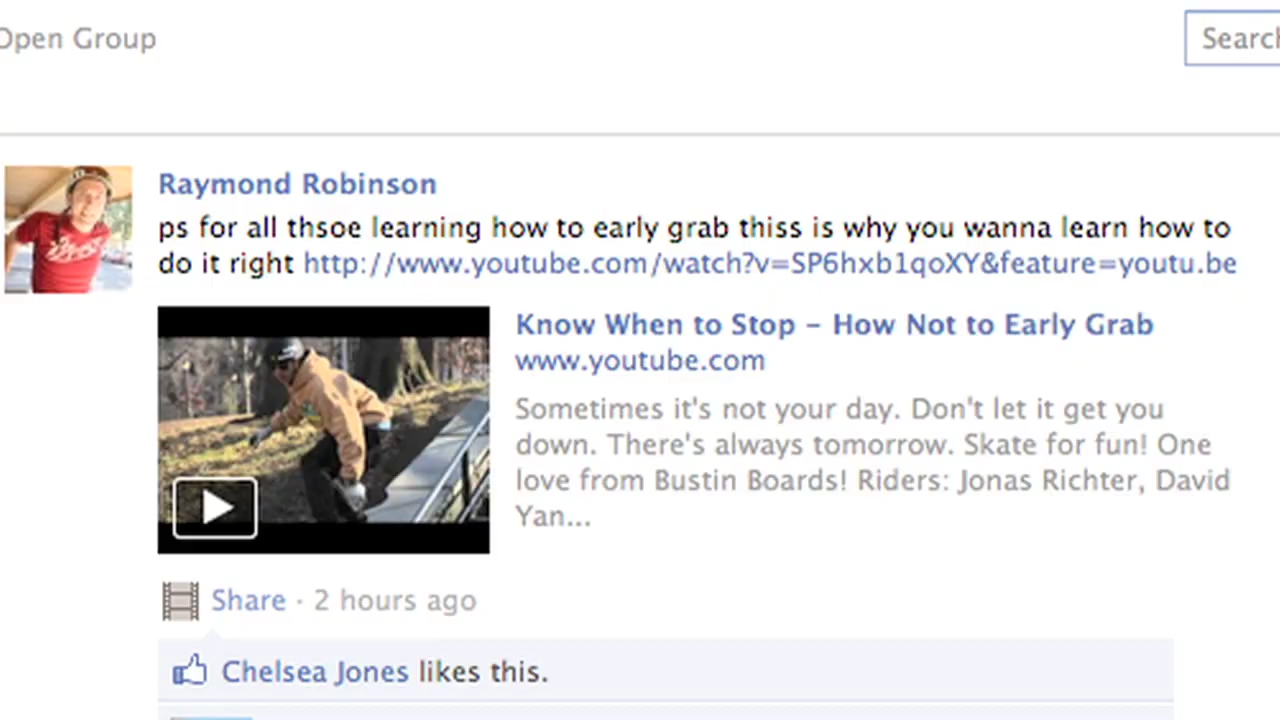 Open Group
Search
Raymond Robinson
ps for all thsoe learning how to early grab thiss is why you wanna learn how to
do it right http://www.youtube.com/watch?v=SP6hxb1qoXY&feature=youtu.be
Know When to Stop – How Not to Early Grab
www.youtube.com
Sometimes it's not your day. Don't let it get you
down. There's always tomorrow. Skate for fun! One
love from Bustin Boards! Riders: Jonas Richter, David
Yan...
Share · 2 hours ago
Chelsea Jones likes this.